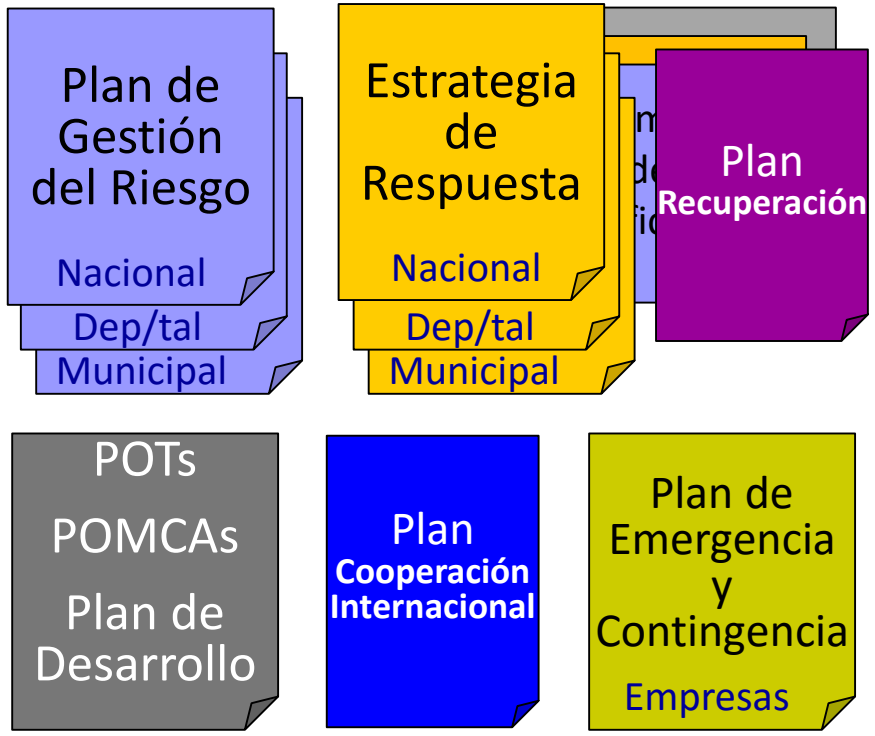 Plan de
Gestión
del Riesgo
Nacional
Dep/tal
Municipal
Estrategia
de
Respuesta
Nacional
Dep/tal
Municipal
Plan
Recuperación
POTs
POMCAs
Plan de
Desarrollo
Plan
Cooperación
Internacional
Plan de
Emergencia
y
Contingencia
Empresas